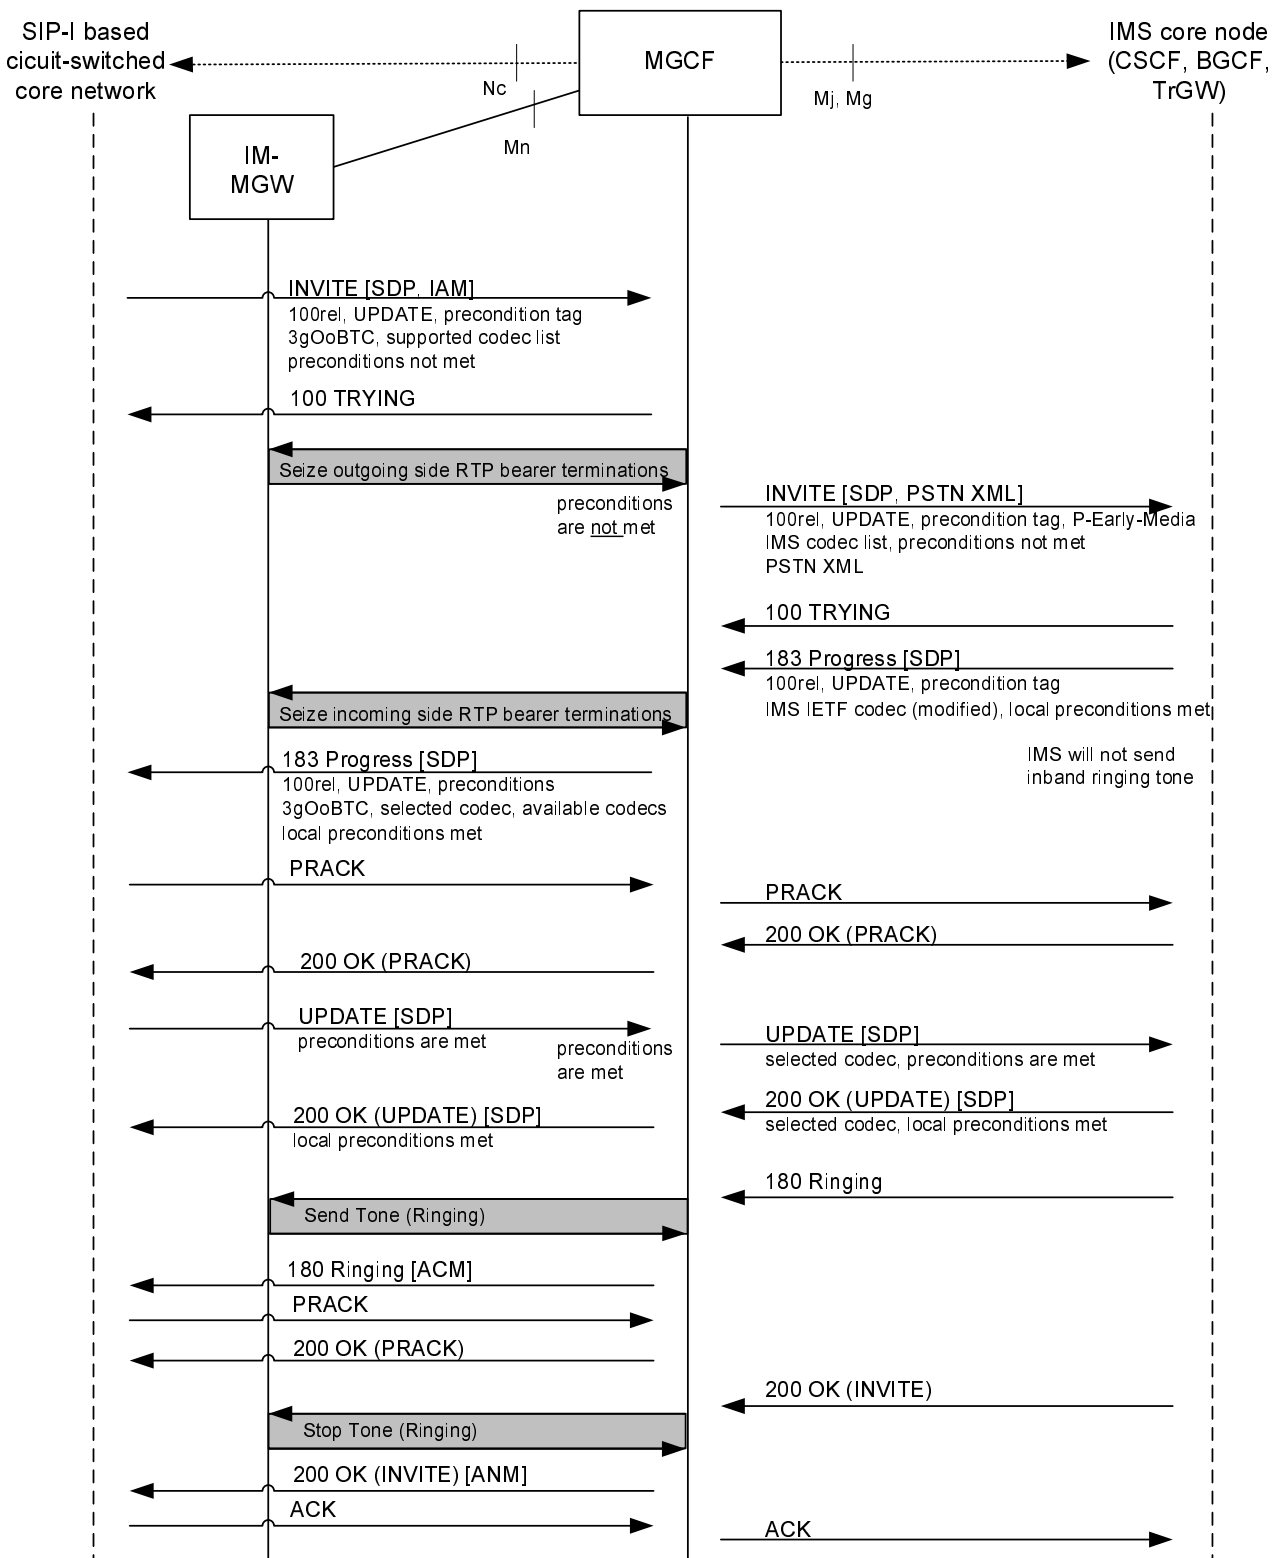 SIP-I based
cicuit-switched
core network
MGCF
IMS core node
(CSCF, BGCF,
TrGW)
Nc
Mj, Mg
Mn
IM-
MGW
INVITE [SDP, IAM]
100rel, UPDATE, precondition tag
3gOoBTC, supported codec list
preconditions not met
100 TRYING
Seize outgoing side RTP bearer terminations
preconditions
are not met
INVITE [SDP, PSTN XML]
100rel, UPDATE, precondition tag, P-Early-Media
IMS codec list, preconditions not met
PSTN XML
100 TRYING
183 Progress [SDP]
100rel, UPDATE, precondition tag
IMS IETF codec (modified), local preconditions met
Seize incoming side RTP bearer terminations
IMS will not send
inband ringing tone
183 Progress [SDP]
100rel, UPDATE, preconditions
3gOoBTC, selected codec, available codecs
local preconditions met
PRACK
PRACK
200 OK (PRACK)
200 OK (PRACK)
UPDATE [SDP]
preconditions are met
preconditions
are met
UPDATE [SDP]
selected codec, preconditions are met
200 OK (UPDATE) [SDP]
selected codec, local preconditions met
200 OK (UPDATE) [SDP]
local preconditions met
180 Ringing
Send Tone (Ringing)
180 Ringing [ACM]
PRACK
200 OK (PRACK)
200 OK (INVITE)
Stop Tone (Ringing)
200 OK (INVITE) [ANM]
ACK
ACK